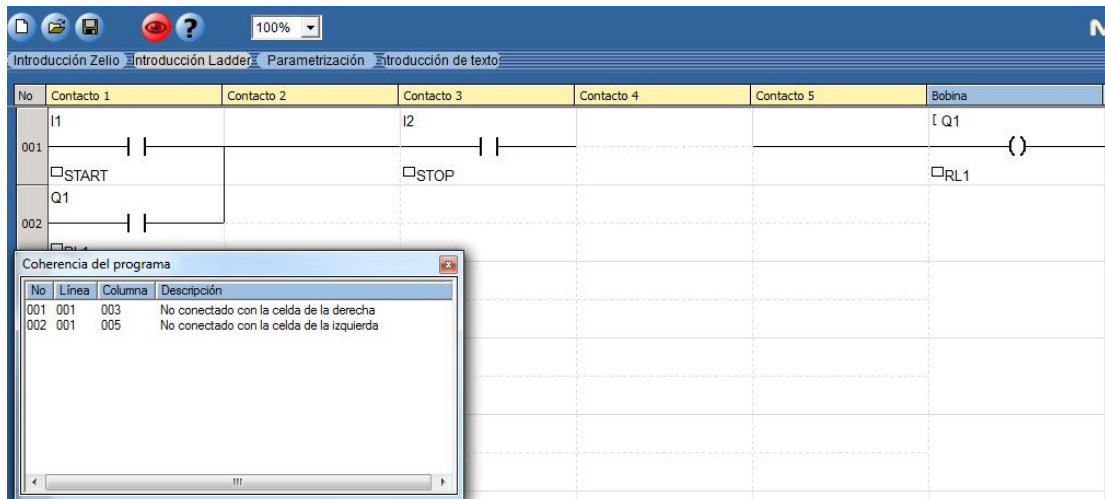 100%
Introducción Zelio Introducción Ladder Parametrización ntroducción de textos
No Contacto 1 Contacto 2 Contacto 3 Contacto 4 Contacto 5 Bobina
I1 I2 [ Q1
001
START STOP RL1
Q1
002
Coherencia del programa
No Línea Columna Descripción
001 001 003 No conectado con la celda de la derecha
002 001 005 No conectado con la celda de la izquierda